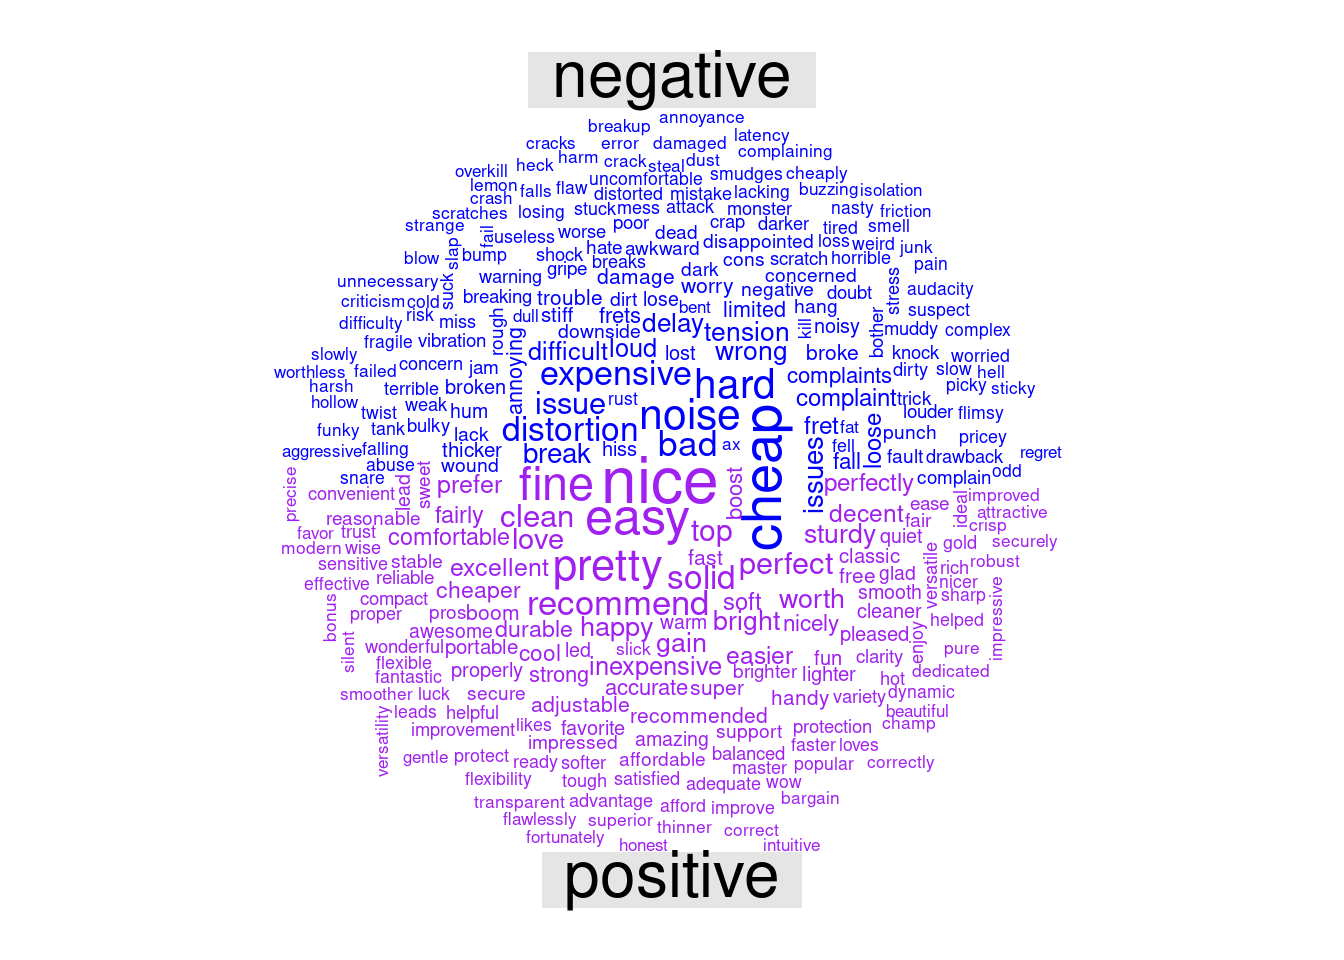 negative
annoyance
breakup
latency
cracks error damaged
complaining
harm crack steal dust
heck
overkill uncomfortable smudges cheaply
lemon falls flaw distorted mistake lacking buzzing isolation
crash
scratches losing stuck mess attack monster nasty friction
strange fail useless worse poor dead crap darker tired smell
slap hate awkward disappointed loss weird junk
blow bump shock breaks cons scratch horrible pain
gripe
unnecessary suck warning damage dark concerned stress audacity
worry negative doubt
criticism cold breaking trouble dirt lose bent limited hang suspect
risk miss rough dull stiff frets
difficulty downside delay tension kill noisy bother muddy complex
fragile vibration annoying
slowly difficult loud lost wrong broke knock worried
worthless failed concern jam expensive hard complaints dirty slow hell
harsh terrible broken picky sticky
hollow weak issue rust cheap complaint trick
twist hum noise louder flimsy
funky tank bulky lack distortion fret fat loose punch pricey
aggressive falling thicker break hiss bad ax issues fell fault drawback regret
abuse wound fall
snare complain odd
precise sweet nice
convenient lead prefer fine boost perfectly ideal improved
reasonable fairly clean easy decent ease attractive
favor trust comfortable love top sturdy fair crisp
modern wise quiet gold securely
sensitive stable excellent pretty fast perfect classic versatile rich robust
effective reliable solid free glad nicer
compact cheaper smooth sharp impressive
bonus proper pros boom recommend soft worth cleaner helped
awesome durable happy warm bright nicely pleased
silent wonderful portable cool led slick gain easier fun clarity enjoy pure
flexible
fantastic properly strong inexpensive brighter lighter hot dedicated
smoother luck secure accurate super handy variety dynamic
versatility leads helpful adjustable recommended beautiful
improvement likes favorite support protection champ
impressed amazing faster loves
gentle protect ready softer affordable balanced popular correctly
master
flexibility tough satisfied adequate wow
transparent advantage afford improve bargain
flawlessly superior thinner correct
fortunately honest intuitive
positive